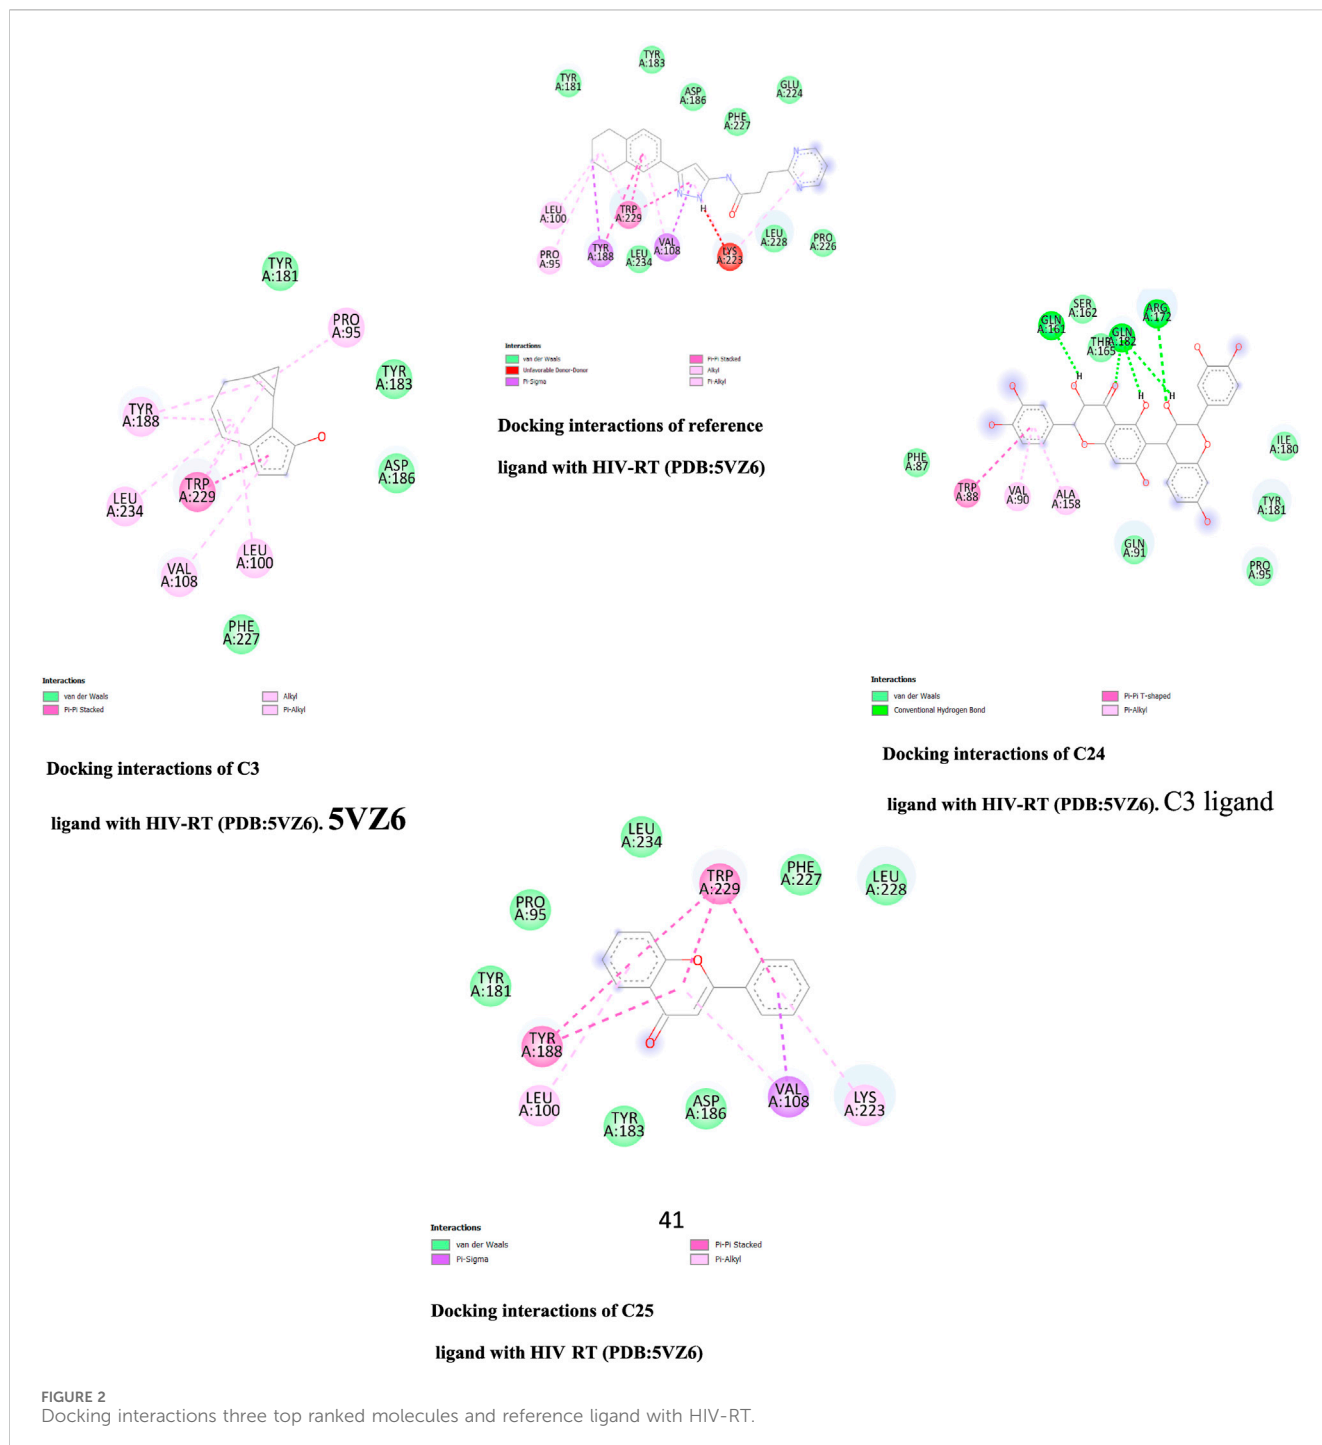 TYR
A:183
TYR
A:181
ASP
A:186
GLU
A:224
PHE
A:227
N
N
N
N
N
H
O
H
N
LEU
A:100
TRP
A:229
PRO
A:95
TYR
A:188
LEU
A:234
VAL
A:108
LYS
A:223
LEU
A:228
PRO
A:226
Interactions
van der Waals
Unfavorable Donor-Donor
Pi-Sigma
Pi-Pi Stacked
Alkyl
Pi-Alkyl
Docking interactions of reference
ligand with HIV-RT (PDB:5VZ6)
TYR
A:181
PRO
A:95
TYR
A:183
TYR
A:188
O
ASP
A:186
TRP
A:229
LEU
A:234
LEU
A:100
VAL
A:108
PHE
A:227
Interactions
van der Waals
Pi-Pi Stacked
Alkyl
Pi-Alkyl
Docking interactions of C3
ligand with HIV-RT (PDB:5VZ6). 5VZ6
SER
A:162
ARG
A:172
GLN
A:161
GLN
A:182
THR
A:165
H
H
H
O
PHE
A:87
TRP
A:88
VAL
A:90
ALA
A:158
ILE
A:180
TYR
A:181
GLN
A:91
PRO
A:95
Interactions
van der Waals
Conventional Hydrogen Bond
Pi-Pi T-shaped
Pi-Alkyl
Docking interactions of C24
ligand with HIV-RT (PDB:5VZ6). C3 ligand
LEU
A:234
TRP
A:229
PHE
A:227
LEU
A:228
PRO
A:95
O
TYR
A:181
TYR
A:188
O
LEU
A:100
TYR
A:183
ASP
A:186
VAL
A:108
LYS
A:223
41
Interactions
van der Waals
Pi-Sigma
Pi-Pi Stacked
Pi-Alkyl
Docking interactions of C25
ligand with HIV RT (PDB:5VZ6)
FIGURE 2
Docking interactions three top ranked molecules and reference ligand with HIV-RT.